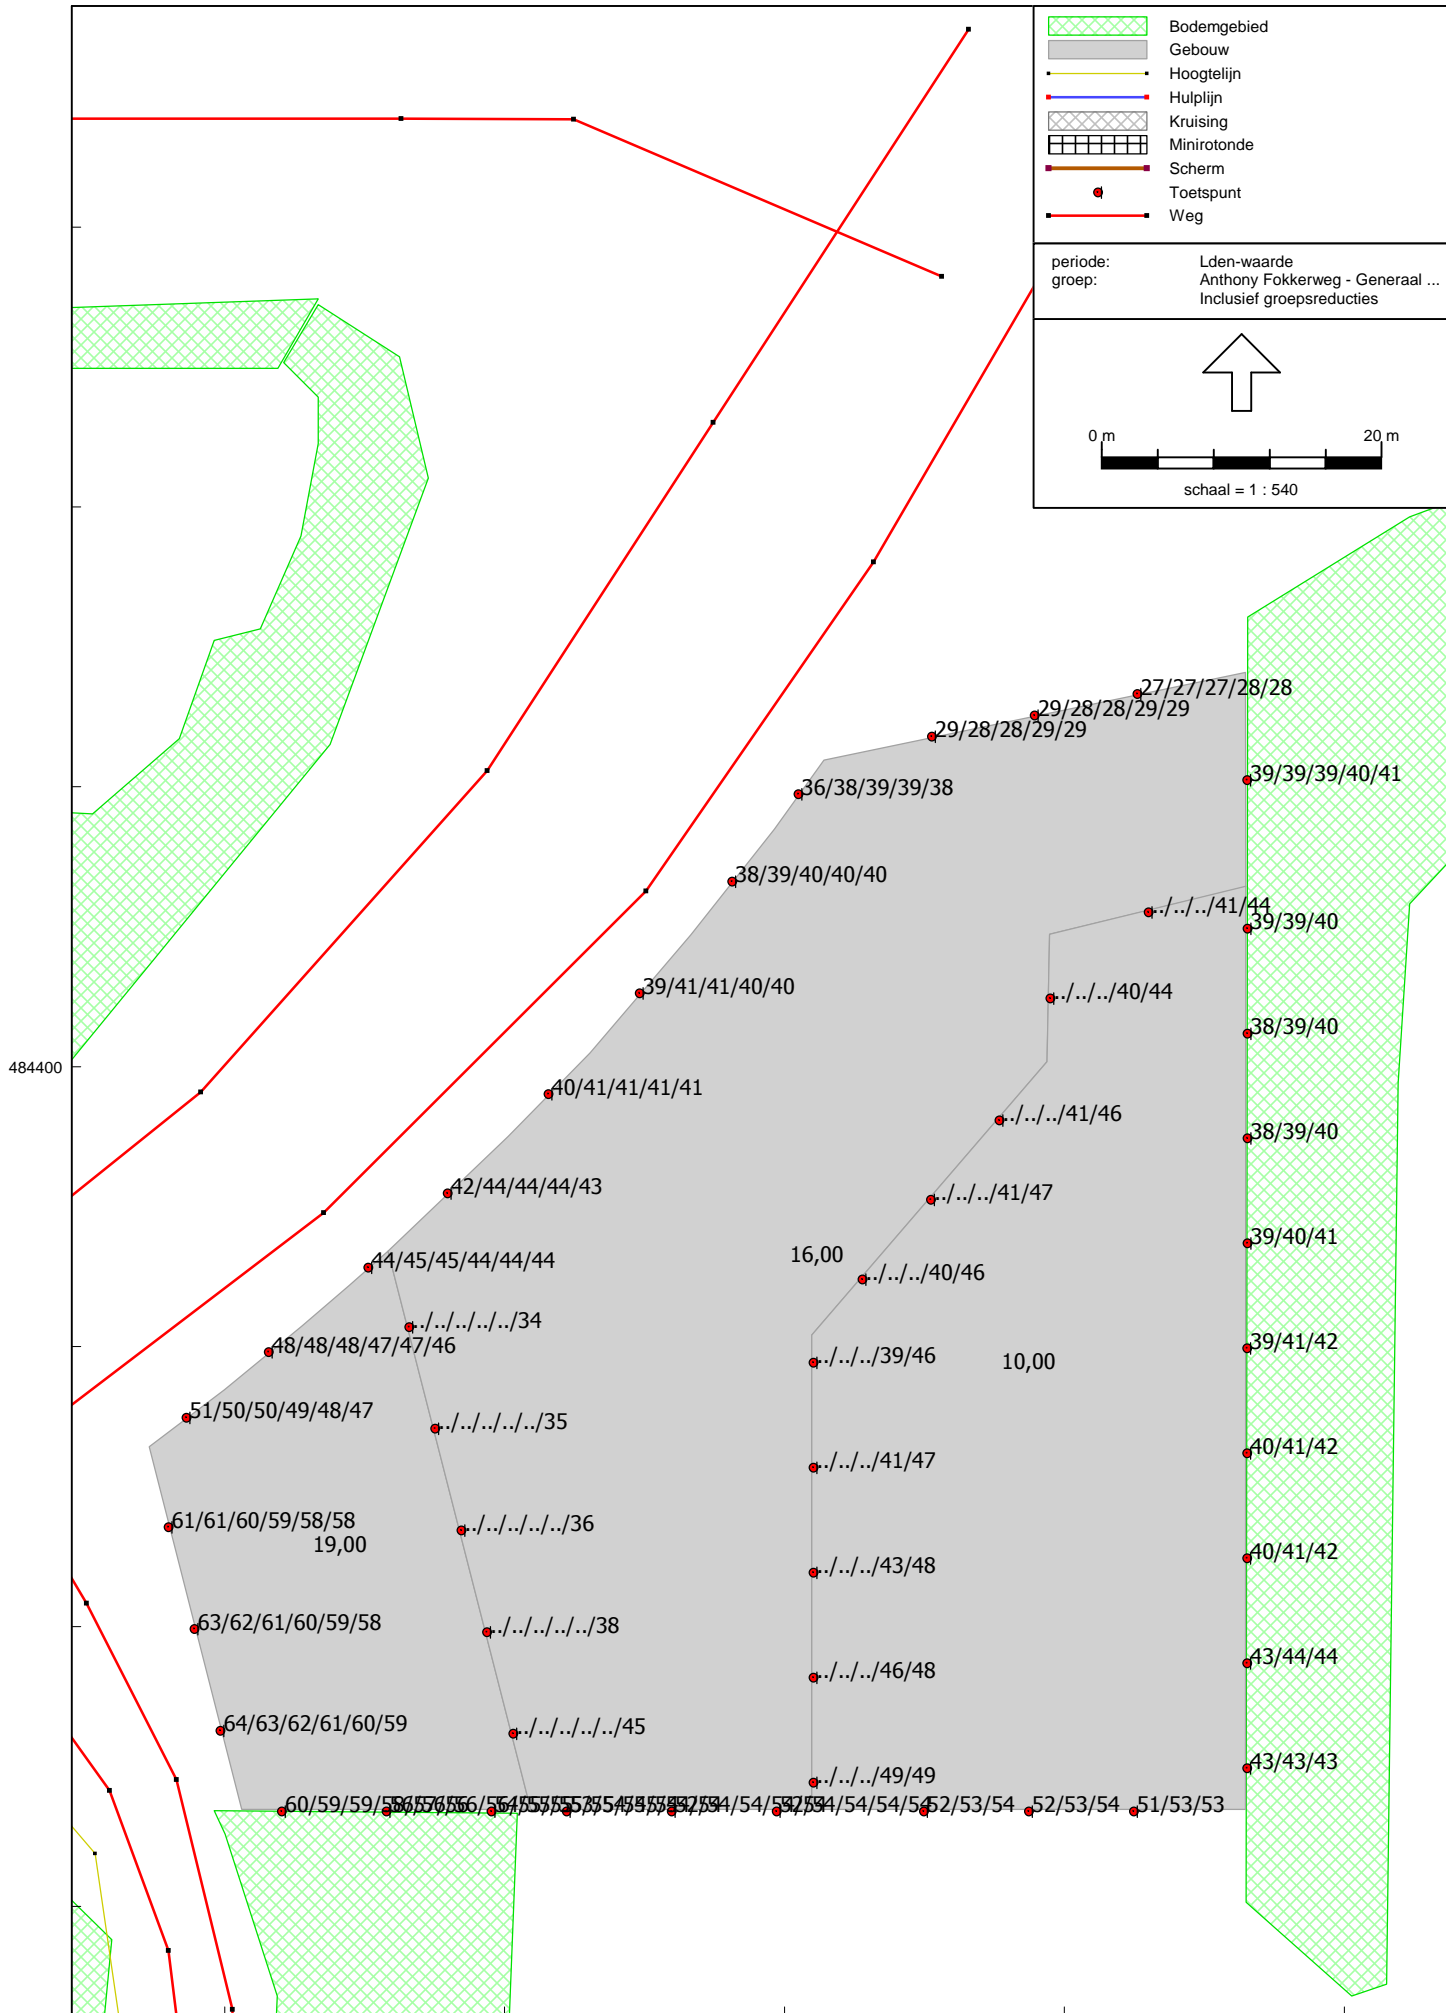 Bodemgebied
Gebouw
Hoogtelijn
Hulplijn
Kruising
Minirotonde
Scherm
Toetspunt
Weg
periode: Lden-waarde
groep: Anthony Fokkerweg - Generaal ...
Inclusief groepsreducties
0 m 20 m
schaal = 1 : 540
27/27/27/28/28
29/28/28/29/29
29/28/28/29/29
39/39/39/40/41
36/38/39/39/38
38/39/40/40/40
../../../41/44
39/39/40
39/41/41/40/40
../../../40/44
38/39/40
484400
40/41/41/41/41
../../../41/46
38/39/40
42/44/44/44/43
../../../41/47
39/40/41
16,00
44/45/45/44/44/44
../../../40/46
../../../../../34
39/41/42
48/48/48/47/47/46
../../../39/46
10,00
51/50/50/49/48/47
../../../../../35
40/41/42
../../../41/47
61/61/60/59/58/58
../../../../../36
19,00
40/41/42
../../../43/48
63/62/61/60/59/58
../../../../../38
43/44/44
../../../46/48
64/63/62/61/60/59
../../../../../45
43/43/43
../../../49/49
60/59/59/58 52/53/54 52/53/54 51/53/53